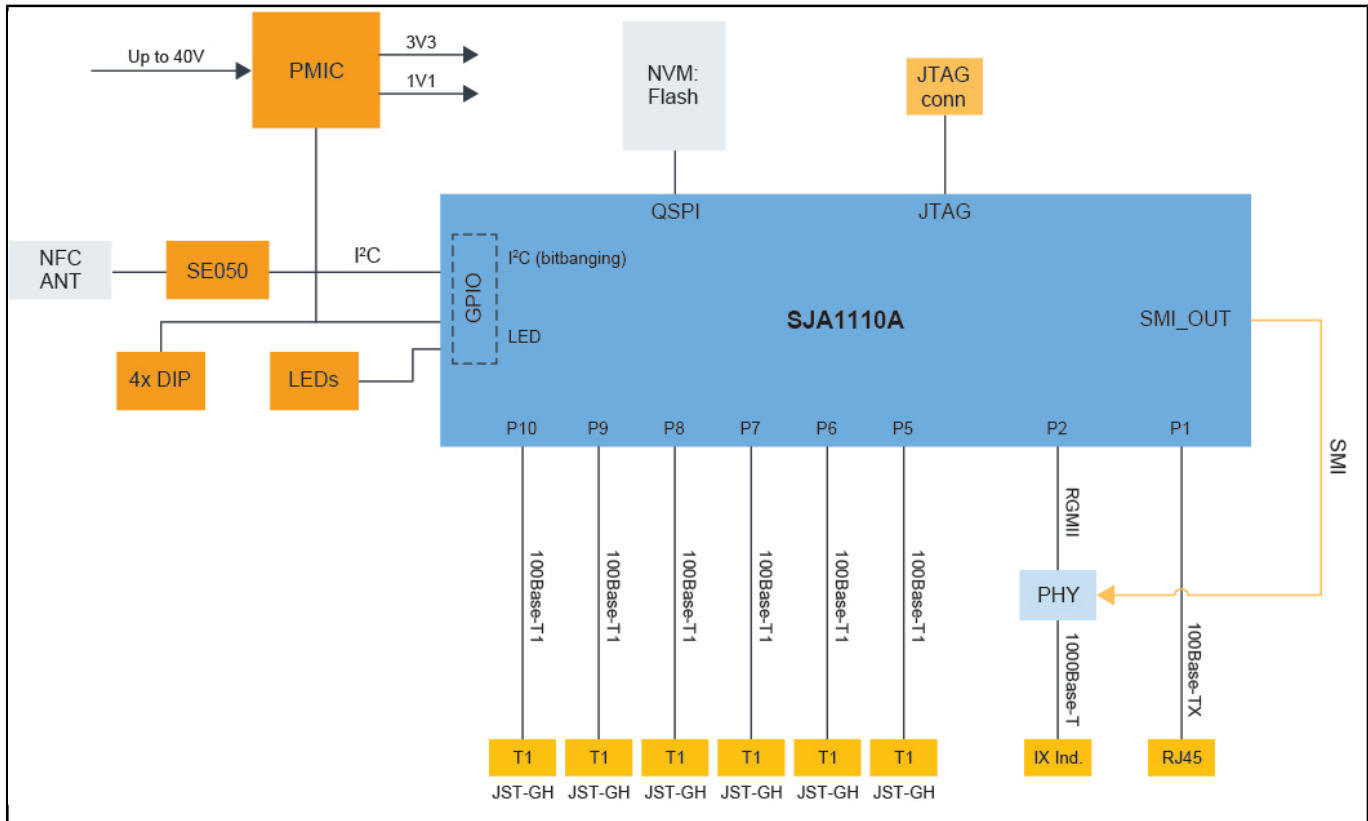 Up to 40V
PMIC
3V3
1V1
NVM:
Flash
JTAG
conn
QSPI
JTAG
NFC
ANT
SE050
I²C
GPIO
I²C (bitbanging)
LED
SJA1110A
SMI_OUT
4x DIP
LEDs
P10
P9
P8
P7
P6
P5
P2
P1
SMI
RGMII
PHY
100Base-T1
100Base-T1
100Base-T1
100Base-T1
100Base-T1
100Base-T1
1000Base-T
100Base-TX
T1
T1
T1
T1
T1
T1
IX Ind.
RJ45
JST-GH
JST-GH
JST-GH
JST-GH
JST-GH
JST-GH